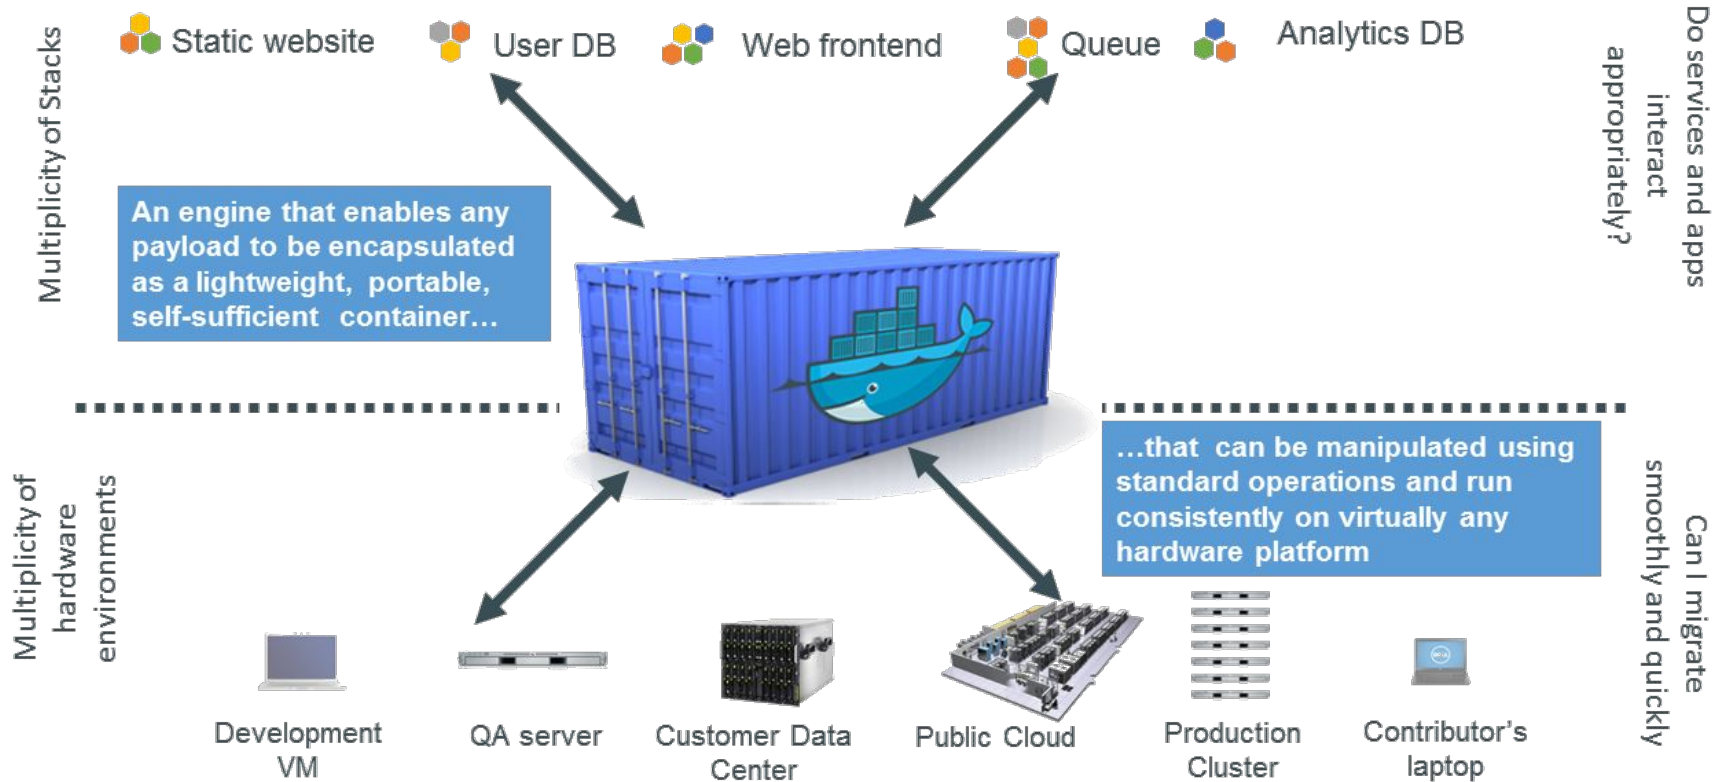 Static website
User DB
Web frontend
Queue
Analytics DB
Multiplicity of Stacks
Do services and apps
interact
appropriately?
An engine that enables any
payload to be encapsulated
as a lightweight, portable,
self-sufficient container...
...that can be manipulated using
standard operations and run
consistently on virtually any
hardware platform
Multiplicity of
hardware
environments
Can I migrate
smoothly and quickly
Development
VM
QA server
Customer Data
Center
Public Cloud
Production
Cluster
Contributor's
laptop